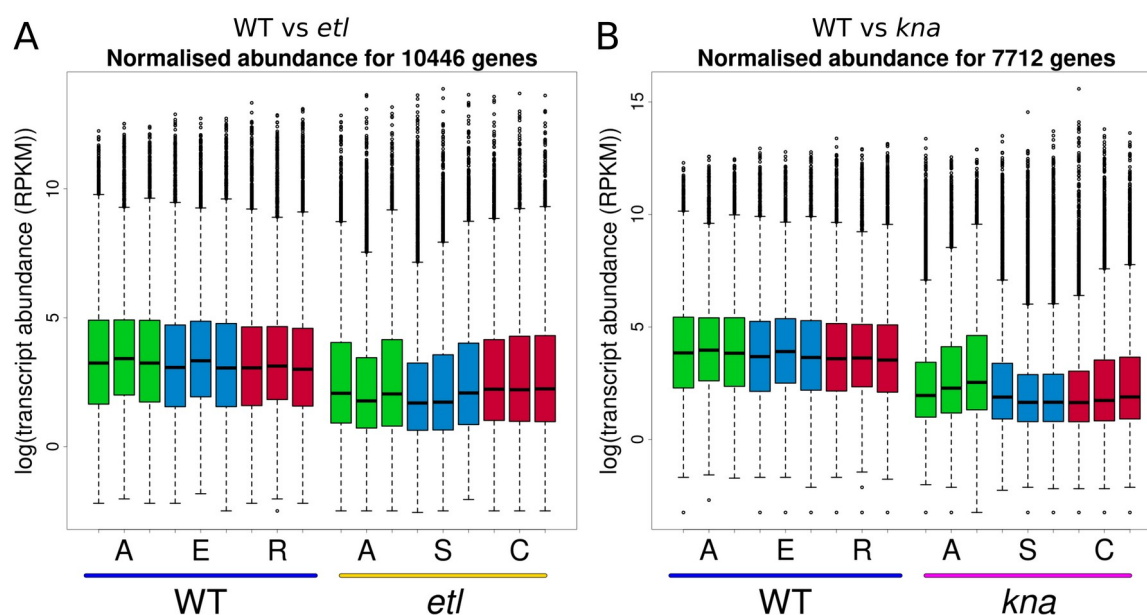 A
WT vs etl
Normalised abundance for 10446 genes
log(transcript abundance (RPKM))
10
5
0
A E R A S C
WT etl
B
WT vs kna
Normalised abundance for 7712 genes
log(transcript abundance (RPKM))
15
10
5
0
A E R A S C
WT kna